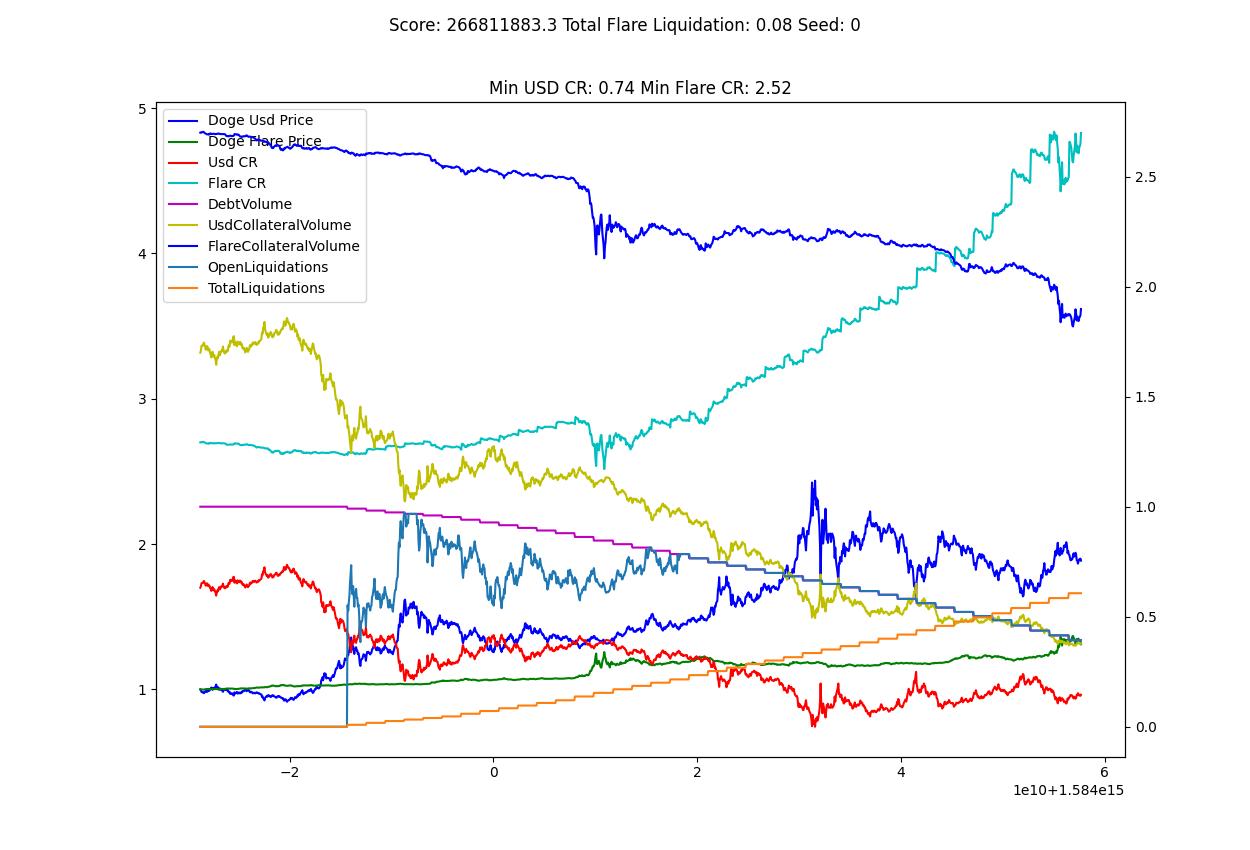 Score: 266811883.3 Total Flare Liquidation: 0.08 Seed: 0
Min USD CR: 0.74 Min Flare CR: 2.52
Doge Usd Price
Doge Flare Price
Usd CR
Flare CR
DebtVolume
UsdCollateralVolume
FlareCollateralVolume
OpenLiquidations
TotalLiquidations
5
4
3
2
1
2.5
2.0
1.5
1.0
0.5
0.0
−2
0
2
4
6
1e10+1.584e15